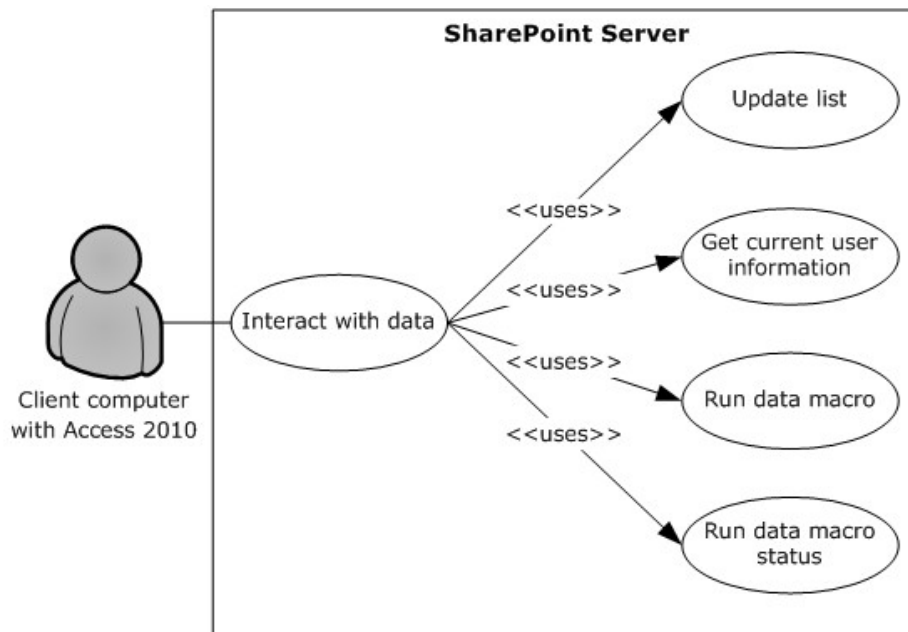 SharePoint Server
Update list
<<uses>>
Get current user
information
<<uses>>
Interact with data
<<uses>>
Run data macro
Client computer
with Access 2010
<<uses>>
Run data macro
status